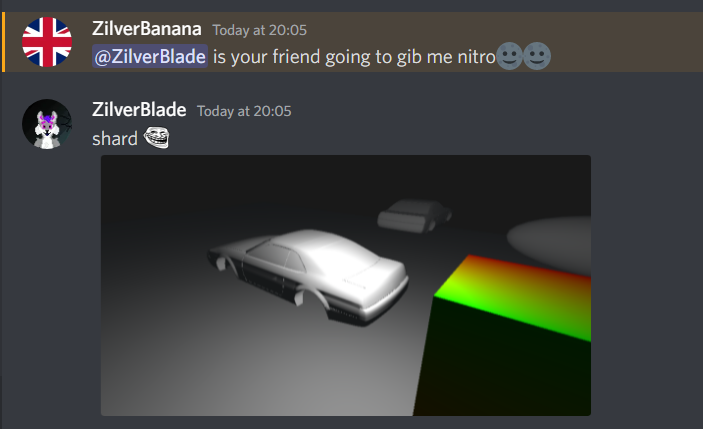 ZilverBanana Today at 20:05
@ZilverBlade is your friend going to gib me nitro
ZilverBlade Today at 20:05
shard